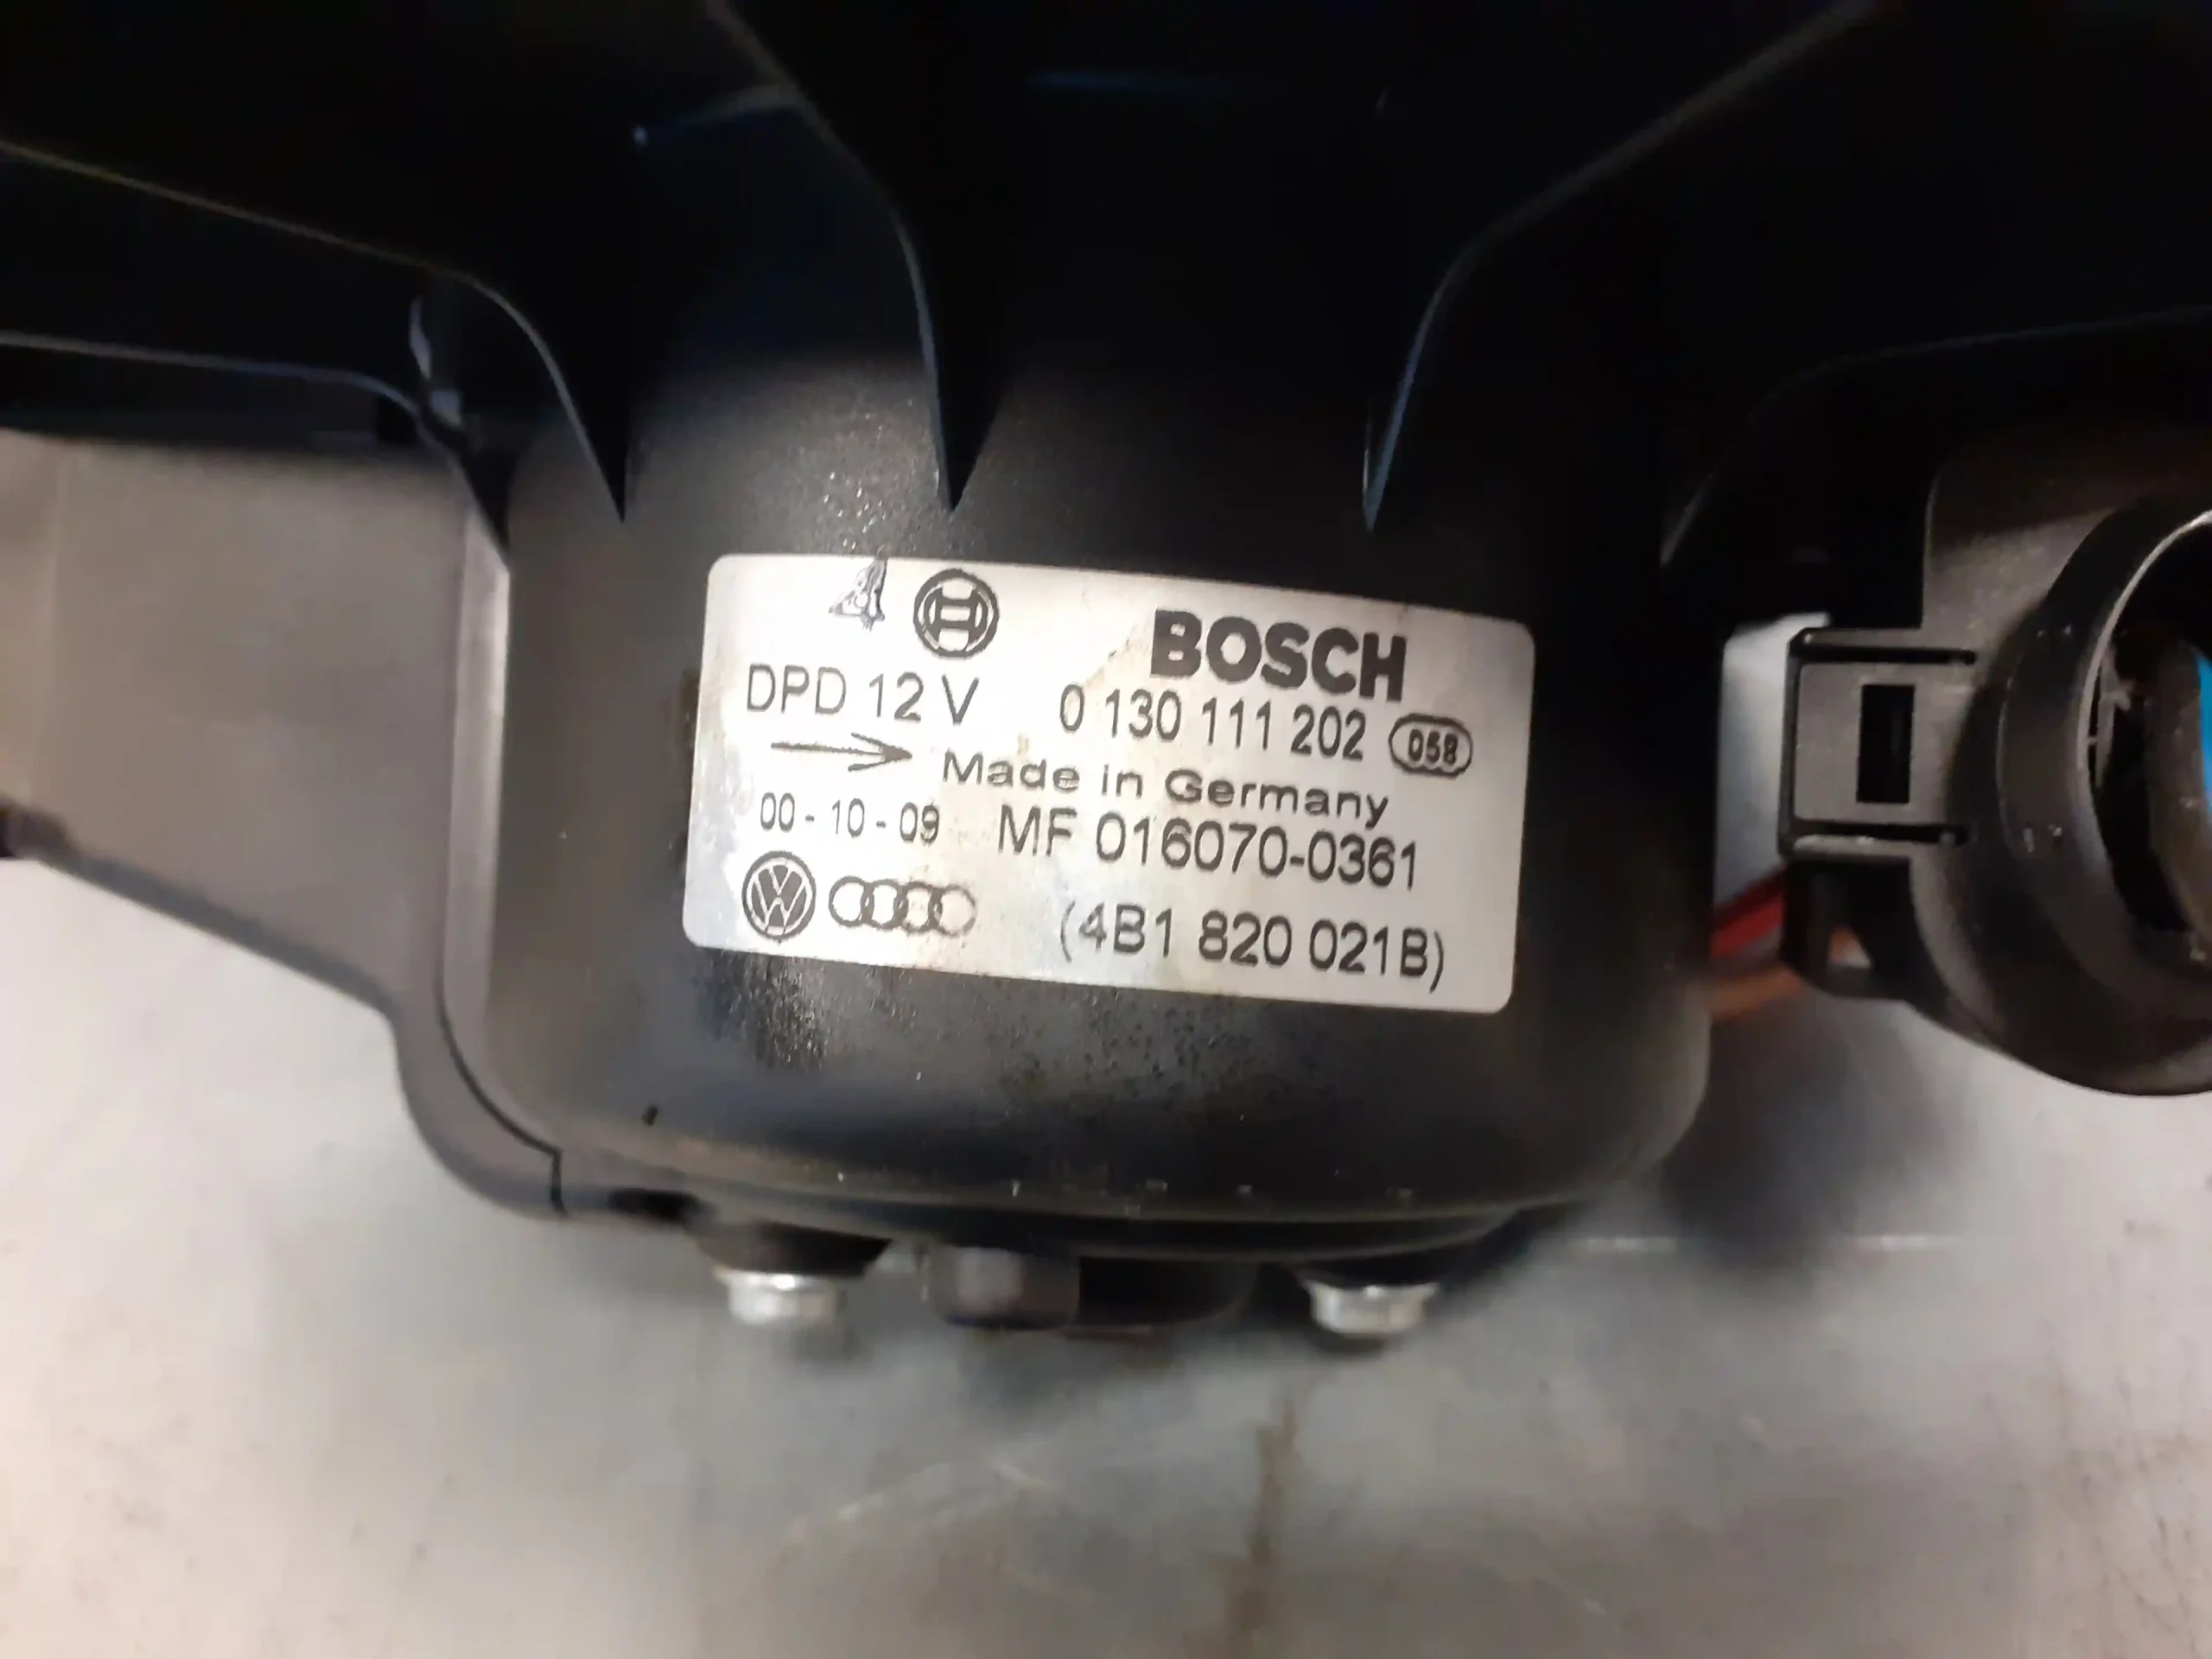 BOSCH
DPD 12 V 0 130 111 202 058
Made in Germany
00 - 10 - 09 MF 016070-0361
(4B1 820 021B)